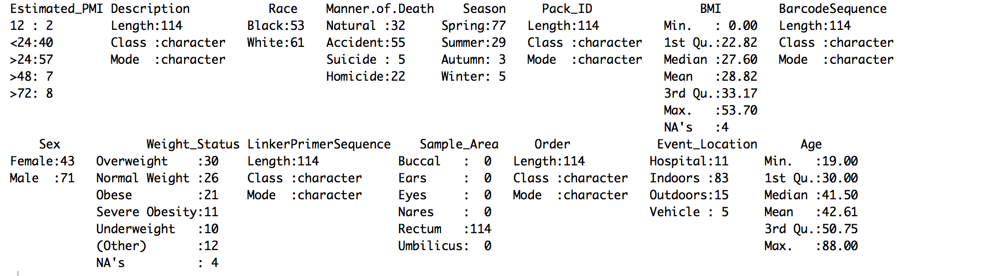 Estimated_PMI Description         Race    Manner.of.Death    Season     Pack_ID               BMI        BarcodeSequence
12 : 2        Length:114         Black:53   Natural :32     Spring:77   Length:114         Min.   : 0.00   Length:114
<24:40        Class :character   White:61   Accident:55     Summer:29   Class :character   1st Qu.:22.82   Class :character
>24:57        Mode  :character              Suicide : 5     Autumn: 3   Mode  :character   Median :27.60   Mode  :character
>48: 7                                      Homicide:22     Winter: 5                      Mean   :28.82
>72: 8                                                                                     3rd Qu.:33.17
                                                                                           Max.   :53.70
                                                                                           NA's   :4
    Sex            Weight_Status LinkerPrimerSequence    Sample_Area     Order            Event_Location      Age
Female:43   Overweight    :30    Length:114           Buccal   :  0   Length:114         Hospital:11     Min.   :19.00
Male  :71   Normal Weight :26    Class :character     Ears     :  0   Class :character   Indoors :83     1st Qu.:30.00
            Obese         :21    Mode  :character     Eyes     :  0   Mode  :character   Outdoors:15     Median :41.50
            Severe Obesity:11                         Nares    :  0                      Vehicle : 5     Mean   :42.61
            Underweight   :10                         Rectum   :114                                      3rd Qu.:50.75
            (Other)       :12                         Umbilicus:  0                                      Max.   :88.00
            NA's          : 4